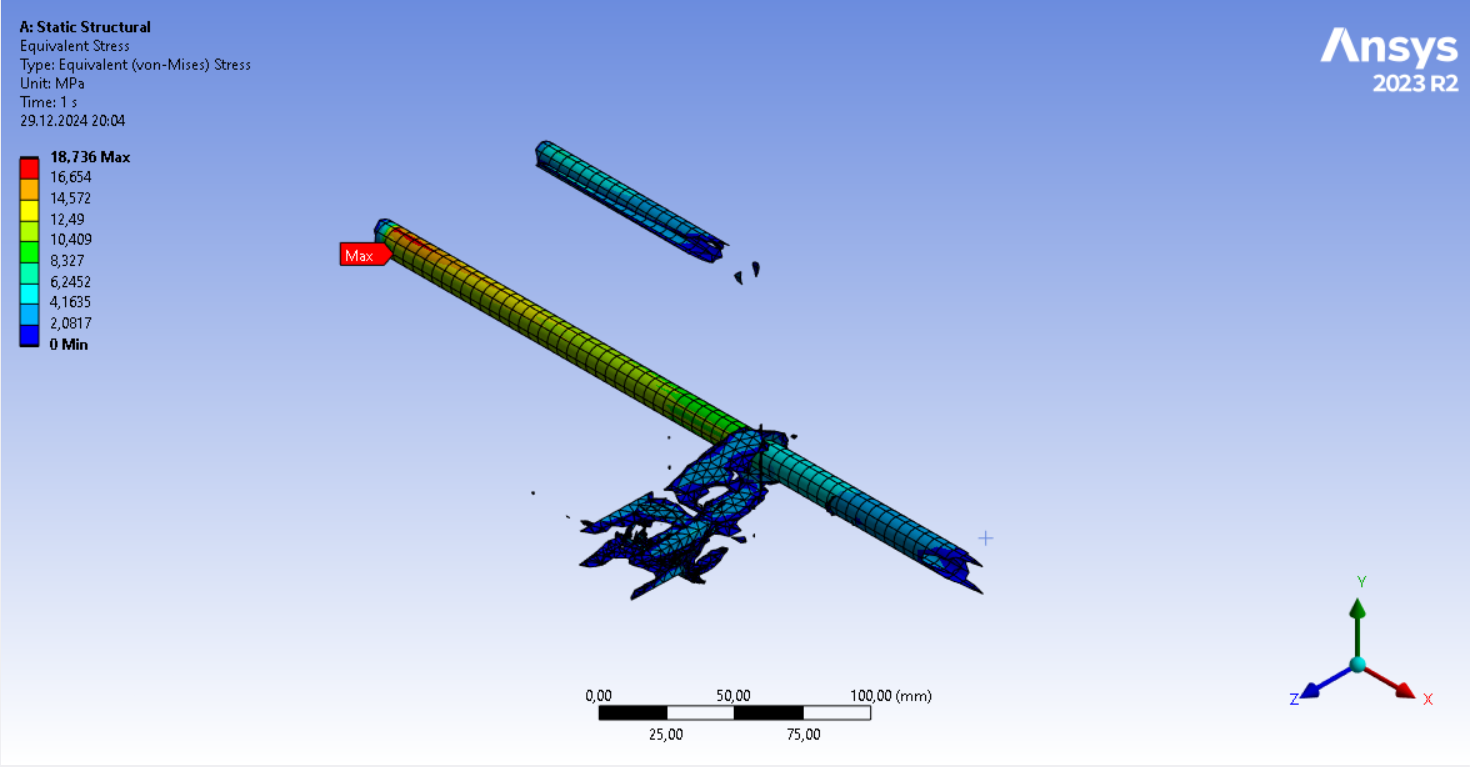 A: Static Structural
Equivalent Stress
Type: Equivalent (von-Mises) Stress
Unit: MPa
Time: 1 s
29.12.2024 20:04
Ansys
2023 R2
18,736 Max
16,654
14,572
12,49
10,409
8,327
6,2452
4,1635
2,0817
0 Min
Max
0,00 50,00 100,00 (mm)
25,00 75,00
Y
Z
X